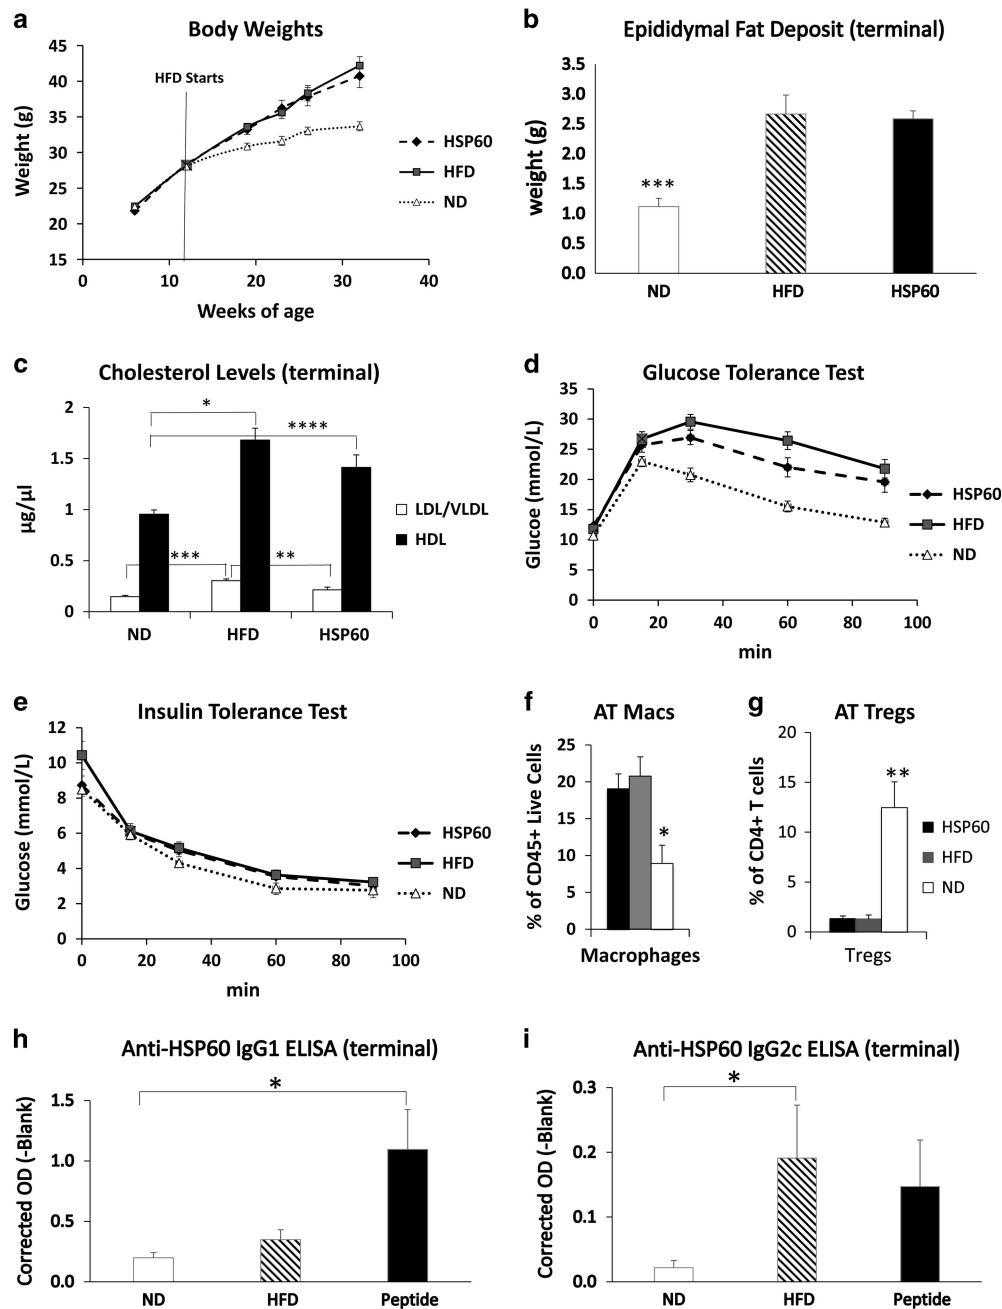 a
Body Weights
45
40
35
30
25
20
15
Weight (g)
HFD Starts
0
10
20
30
40
Weeks of age
HSP60
HFD
ND
b
Epididymal Fat Deposit (terminal)
3.5
3.0
2.5
2.0
1.5
1.0
0.5
0.0
weight (g)
***
ND
HFD
HSP60
c
Cholesterol Levels (terminal)
2
1.5
1
0.5
0
µg/µl
*
****
***
**
ND
HFD
HSP60
LDL/VLDL
HDL
d
Glucose Tolerance Test
35
30
25
20
15
10
5
0
Glucoe (mmol/L)
0
20
40
60
80
100
min
HSP60
HFD
ND
e
Insulin Tolerance Test
12
10
8
6
4
2
0
Glucose (mmol/L)
0
20
40
60
80
100
min
HSP60
HFD
ND
f
AT Macs
25
20
15
10
5
0
% of CD45+ Live Cells
*
Macrophages
g
AT Tregs
20
15
10
5
0
% of CD4+ T cells
**
Tregs
HSP60
HFD
ND
h
Anti-HSP60 IgG1 ELISA (terminal)
1.5
1.0
0.5
0.0
Corrected OD (-Blank)
*
ND
HFD
Peptide
i
Anti-HSP60 IgG2c ELISA (terminal)
0.3
0.2
0.1
0.0
Corrected OD (-Blank)
*
ND
HFD
Peptide